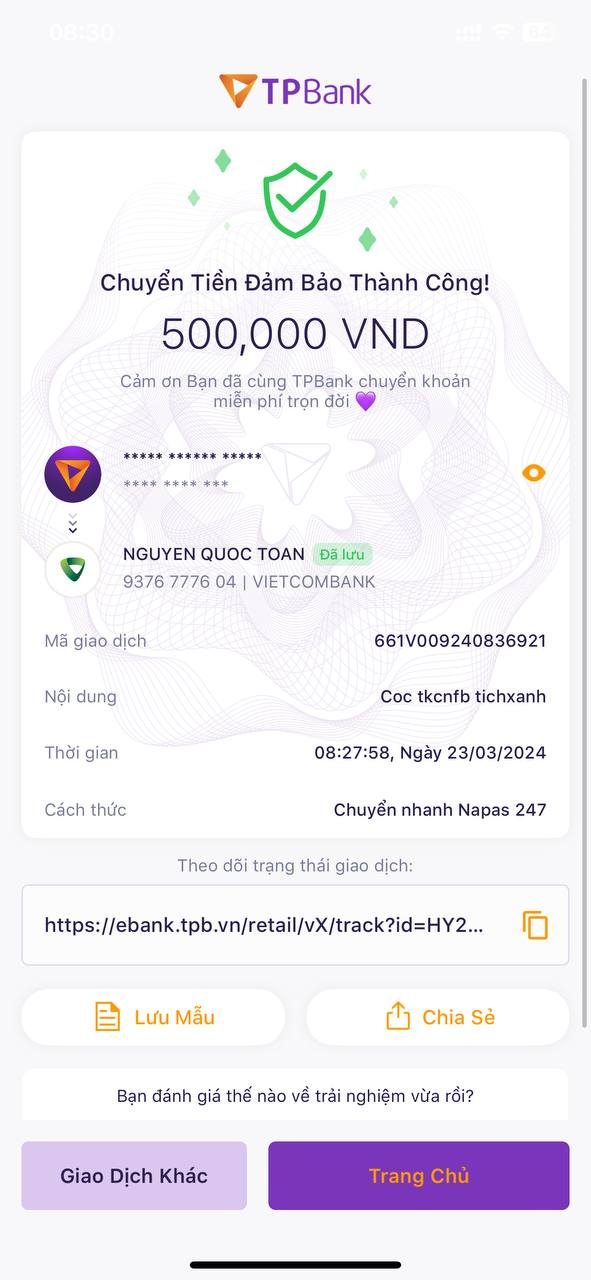 08:30
TPBank
Chuyển Tiền Đảm Bảo Thành Công!
500,000 VND
Cảm ơn Bạn đã cùng TPBank chuyển khoản
miễn phí trọn đời 💜
***** ****** *****
**** **** ***
NGUYEN QUOC TOAN Đã lưu
9376 7776 04 | VIETCOMBANK
Mã giao dịch 661V009240836921
Nội dung Coc tkcnfb tichxanh
Thời gian 08:27:58, Ngày 23/03/2024
Cách thức Chuyển nhanh Napas 247
Theo dõi trạng thái giao dịch:
https://ebank.tpb.vn/retail/vX/track?id=HY2...
Lưu Mẫu Chia Sẻ
Bạn đánh giá thế nào về trải nghiệm vừa rồi?
Giao Dịch Khác Trang Chủ